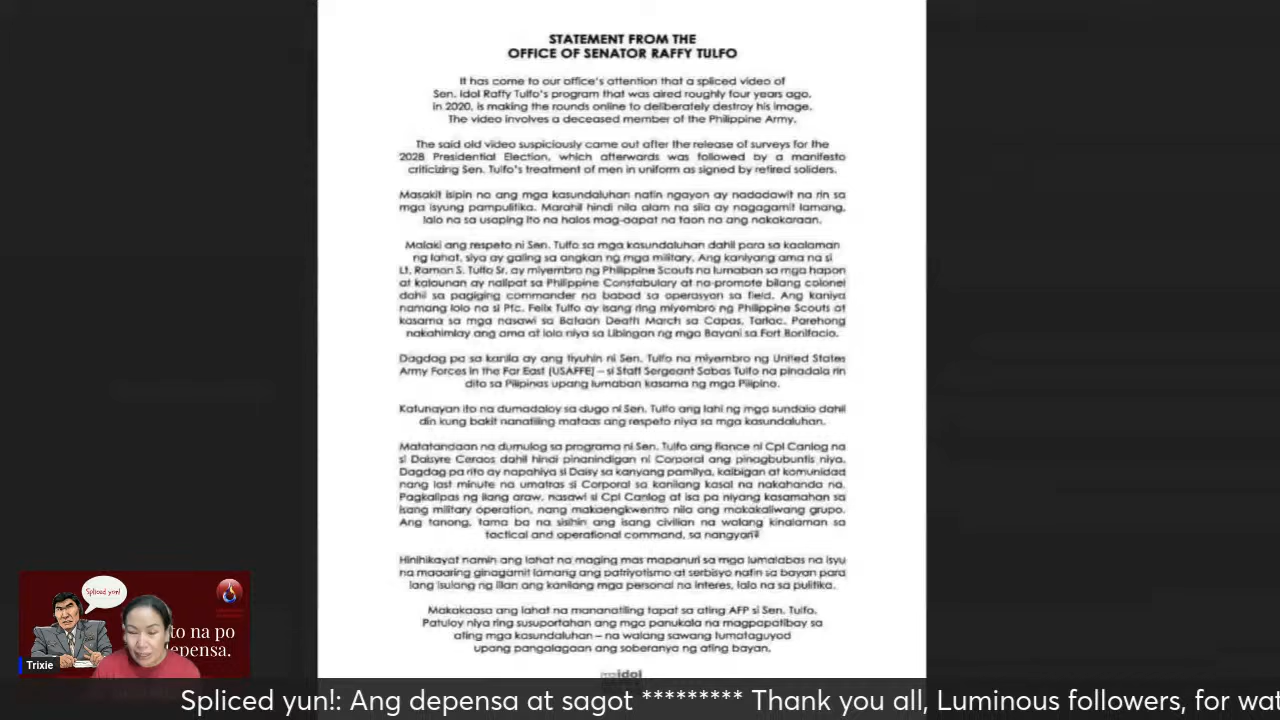 STATEMENT FROM THE
OFFICE OF SENATOR RAFFY TULFO
It has come to our office's attention that a spliced video of
Sen. Idol Raffy Tulfo's program that was aired roughly four years ago,
in 2020, is making the rounds online to deliberately destroy his image.
The video involves a deceased member of the Philippine Army.
The said old video suspiciously came out after the release of surveys for the
2028 Presidential Election, which afterwards was followed by a manifesto
criticizing Sen. Tulfo's treatment of men in uniform as signed by retired soliders.
Masakit isipin na ang mga kasundaluhan natin ngayon ay nadadawit na rin sa
mga isyung pampulitika. Marahil hindi nila alam na sila ay nagagamit lamang,
lalo na sa usaping ito na halos mag-aapat na taon na ang nakakaraan.
Malaki ang respeto ni Sen. Tulfo sa mga kasundaluhan dahil para sa kaalaman
ng lahat, siya ay galing sa angkan ng mga military. Ang kaniyang ama na si
Lt. Ramon S. Tulfo Sr. ay miyembro ng Philippine Scouts na lumaban sa mga hapon
at kalaunan ay nalipat sa Philippine Constabulary at na-promote bilang colonel
dahil sa pagiging commander na babad sa operasyon sa field. Ang kaniya
namang lolo na si Pfc. Felix Tulfo ay isang ring miyembro ng Philippine Scouts at
kasama sa mga nasawi sa Bataan Death March sa Capas, Tarlac. Parehong
nakahimlay ang ama at lolo niya sa Libingan ng mga Bayani sa Fort Bonifacio.
Dagdag pa sa kanila ay ang tiyuhin ni Sen. Tulfo na miyembro ng United States
Army Forces in the Far East (USAFFE) – si Staff Sergeant Sabas Tulfo na pinadala rin
dito sa Pilipinas upang lumaban kasama ng mga Pilipino.
Katunayan ito na dumadaloy sa dugo ni Sen. Tulfo ang lahi ng mga sundalo dahil
din kung bakit nanatiling mataas ang respeto niya sa mga kasundaluhan.
Matatandaan na dumulog sa programa ni Sen. Tulfo ang fiance ni Cpl Canlog na
si Daisyre Ceraos dahil hindi pinanindigan ni Corporal ang pinagbubuntis niya.
Dagdag pa rito ay napahiya si Daisy sa kanyang pamilya, kaibigan at komunidad
nang last minute na umatras si Corporal sa kanilang kasal na nakahanda na.
Pagkalipas ng ilang araw, nasawi si Cpl Canlog at isa pa niyang kasamahan sa
isang military operation, nang makaengkwentro nila ang makakaliwang grupo.
Ang tanong, tama ba na sisihin ang isang civilian na walang kinalaman sa
tactical and operational command, sa nangyari?
Hinihikayat namin ang lahat na maging mas mapanuri sa mga lumalabas na isyu
na maaaring ginagamit lamang ang patriyotismo at serbisyo natin sa bayan para
lang isulong ng ilan ang kanilang mga personal na interes, lalo na sa pulitika.
Makakaasa ang lahat na mananatiling tapat sa ating AFP si Sen. Tulfo.
Patuloy niya ring susuportahan ang mga panukala na magpapatibay sa
ating mga kasundaluhan – na walang sawang tumataguyod
upang pangalagaan ang soberanya ng ating bayan.
idol
Spliced yun!
to na po
depensa.
Trixie
Spliced yun!: Ang depensa at sagot ********* Thank you all, Luminous followers, for wat